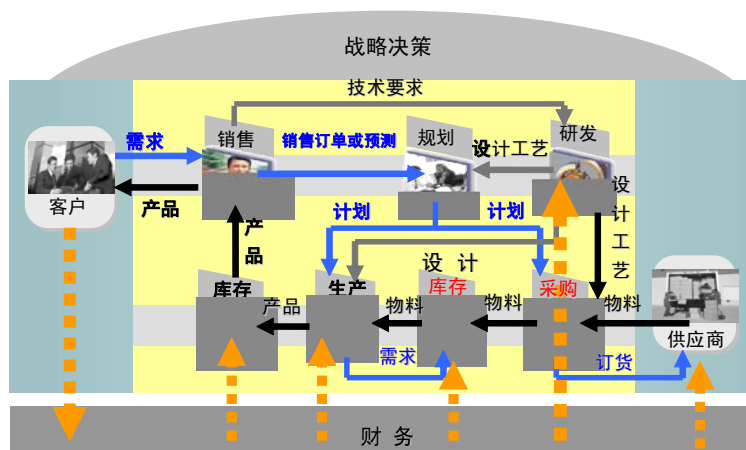 战略决策
技术要求
需求
销售
销售订单或预测
规划
设计工艺
研发
客户
产品
产品
计划
计划
设计工艺
设 计
库存
产品
生产
物料
库存
物料
采购
物料
供应商
需求
订货
财 务